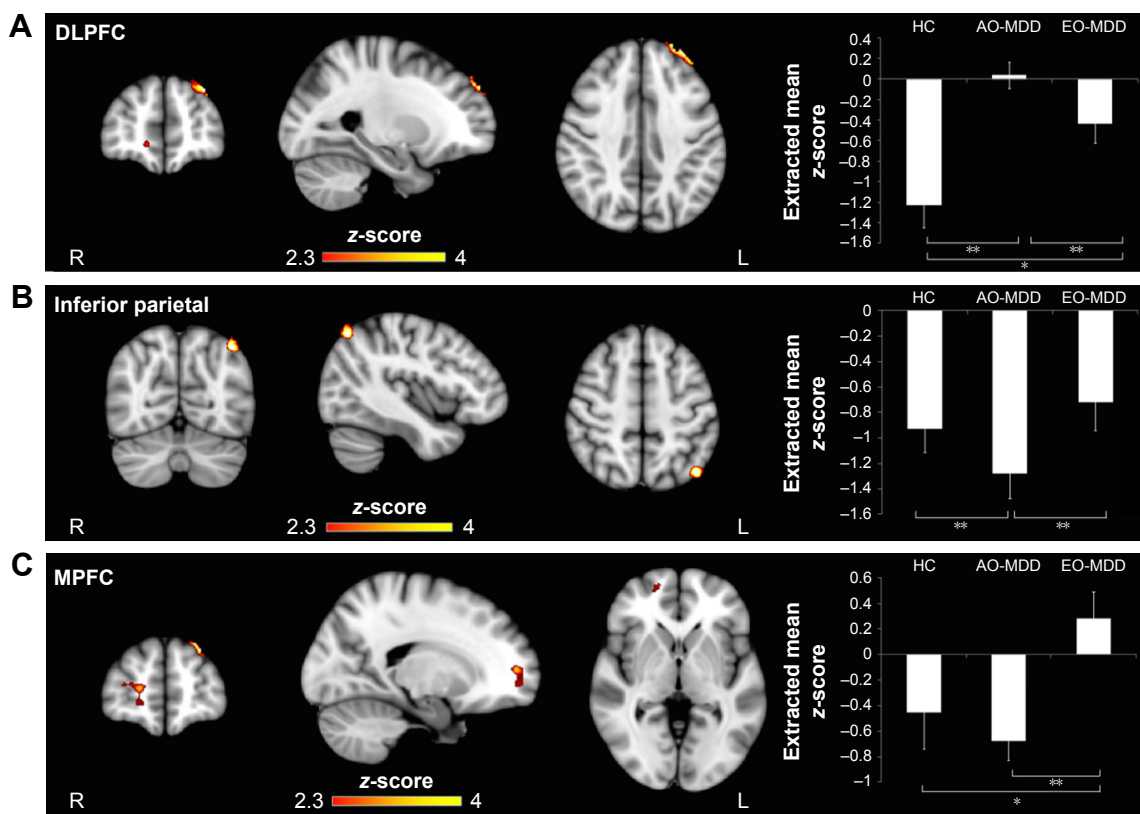 A
DLPFC
R
z-score
2.3 4
L
Extracted mean
z-score
HC AO-MDD EO-MDD
0.4
0.2
0
–0.2
–0.4
–0.6
–0.8
–1
–1.2
–1.4
–1.6
** **
*
B
Inferior parietal
R
z-score
2.3 4
L
Extracted mean
z-score
HC AO-MDD EO-MDD
0
–0.2
–0.4
–0.6
–0.8
–1
–1.2
–1.4
–1.6
** **
C
MPFC
R
z-score
2.3 4
L
Extracted mean
z-score
HC AO-MDD EO-MDD
0.6
0.4
0.2
0
–0.2
–0.4
–0.6
–0.8
–1
**
*